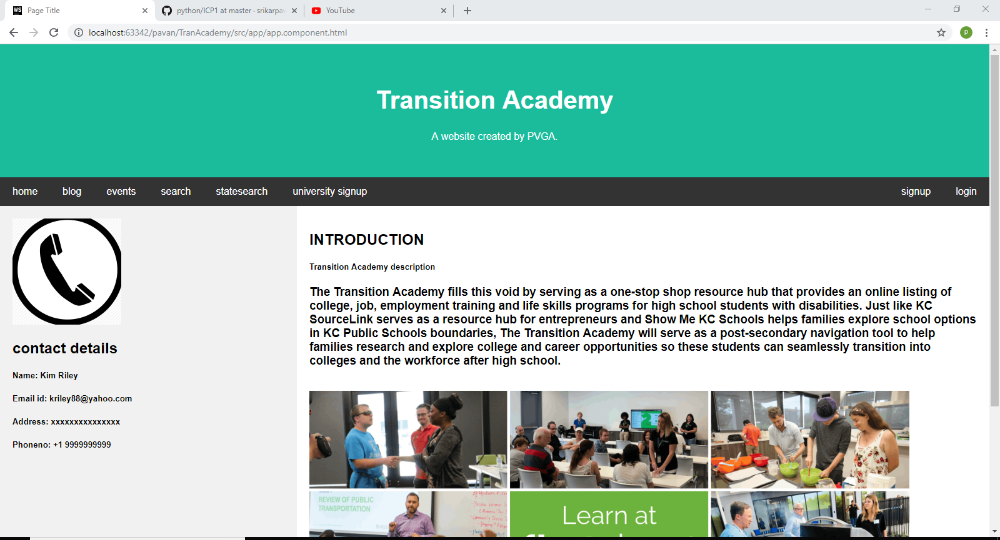 WS Page Title
python/ICP1 at master · srikarpav
YouTube
localhost:63342/pavan/TranAcademy/src/app/app.component.html
p
Transition Academy
A website created by PVGA.
home blog events search statesearch university signup signup login
contact details
Name: Kim Riley
Email id: kriley88@yahoo.com
Address: xxxxxxxxxxxxxxx
Phoneno: +1 9999999999
INTRODUCTION
Transition Academy description
The Transition Academy fills this void by serving as a one-stop shop resource hub that provides an online listing of
college, job, employment training and life skills programs for high school students with disabilities. Just like KC
SourceLink serves as a resource hub for entrepreneurs and Show Me KC Schools helps families explore school options
in KC Public Schools boundaries, The Transition Academy will serve as a post-secondary navigation tool to help
families research and explore college and career opportunities so these students can seamlessly transition into
colleges and the workforce after high school.
REVIEW OF PUBLIC
TRANSPORTATION
Learn at